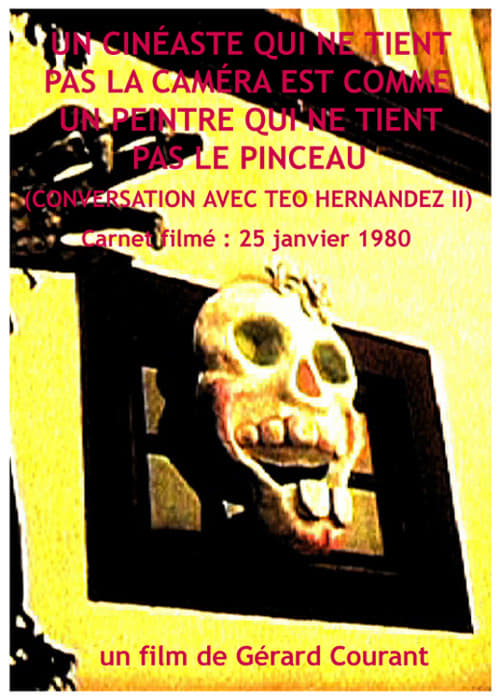 UN CINÉASTE QUI NE TIENT
PAS LA CAMÉRA EST COMME
UN PEINTRE QUI NE TIENT
PAS LE PINCEAU
(CONVERSATION AVEC TEO HERNANDEZ II)
Carnet filmé : 25 janvier 1980
un film de Gérard Courant